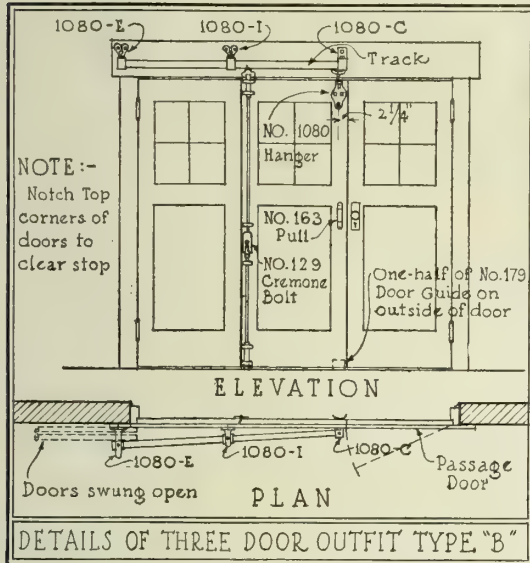 1080-E 1080-I 1080-C
Track
2 1/4"
NO. 1080
Hanger
NOTE:-
Notch Top
corners of
doors to
clear stop
NO. 163
Pull
NO. 129
Cremone
Bolt
One-half of No. 179
Door Guide on
outside of door
ELEVATION
1080-E 1080-I 1080-C
Passage
Door
Doors swung open
PLAN
DETAILS OF THREE DOOR OUTFIT TYPE "B"